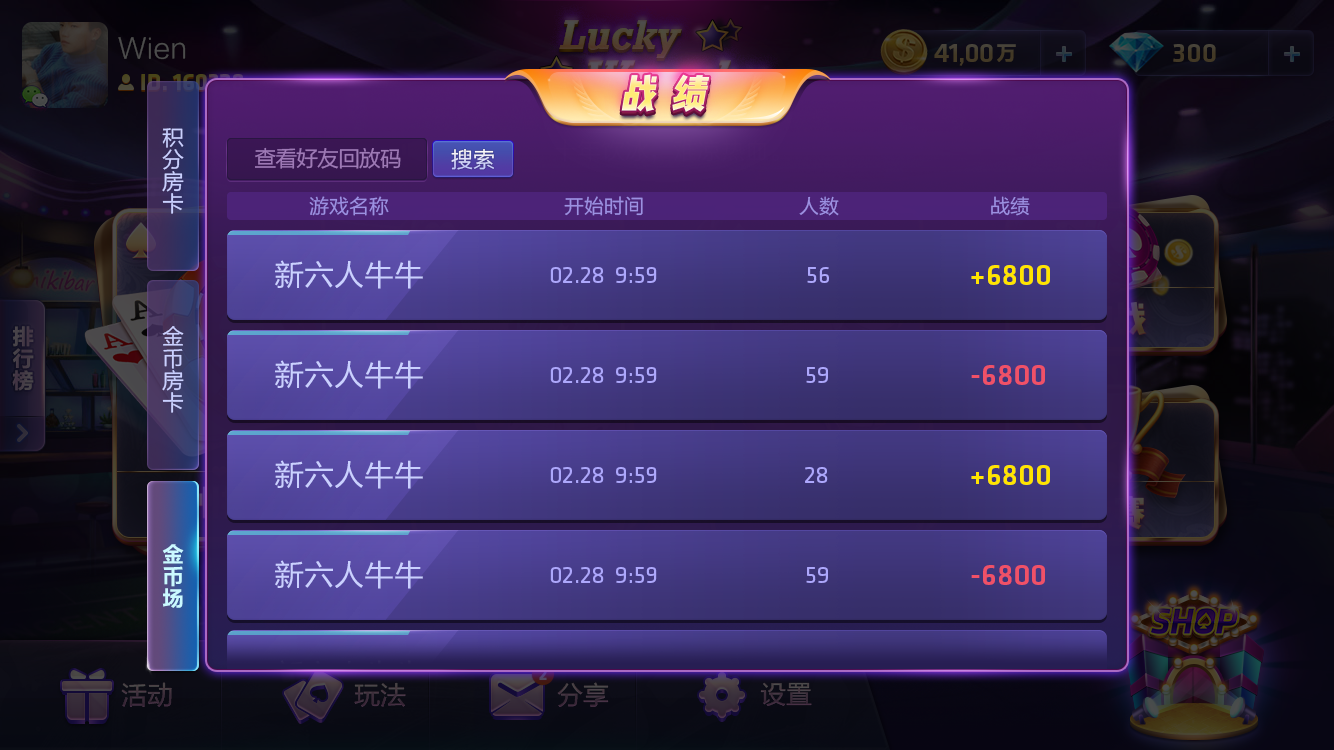 Wien
Lucky
41,00万
300
战绩
积分房卡
金币房卡
金币场
排行榜
查看好友回放码
搜索
游戏名称 开始时间 人数 战绩
新六人牛牛 02.28 9:59 56 +6800
新六人牛牛 02.28 9:59 59 -6800
新六人牛牛 02.28 9:59 28 +6800
新六人牛牛 02.28 9:59 59 -6800
SHOP
活动
玩法
2
分享
设置